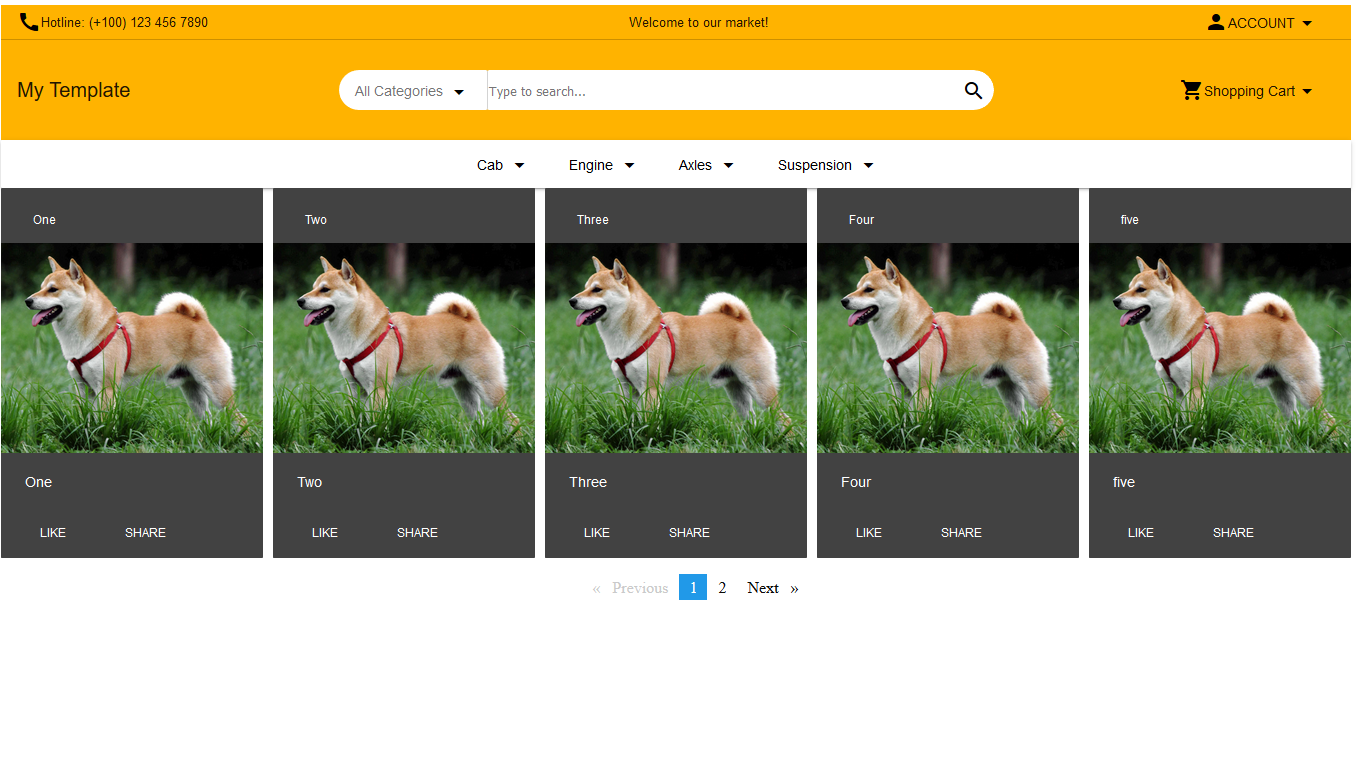 Hotline: (+100) 123 456 7890 Welcome to our market! ACCOUNT
My Template All Categories Type to search... Shopping Cart
Cab Engine Axles Suspension
One Two Three Four five
One Two Three Four five
LIKE SHARE LIKE SHARE LIKE SHARE LIKE SHARE LIKE SHARE
« Previous 1 2 Next »